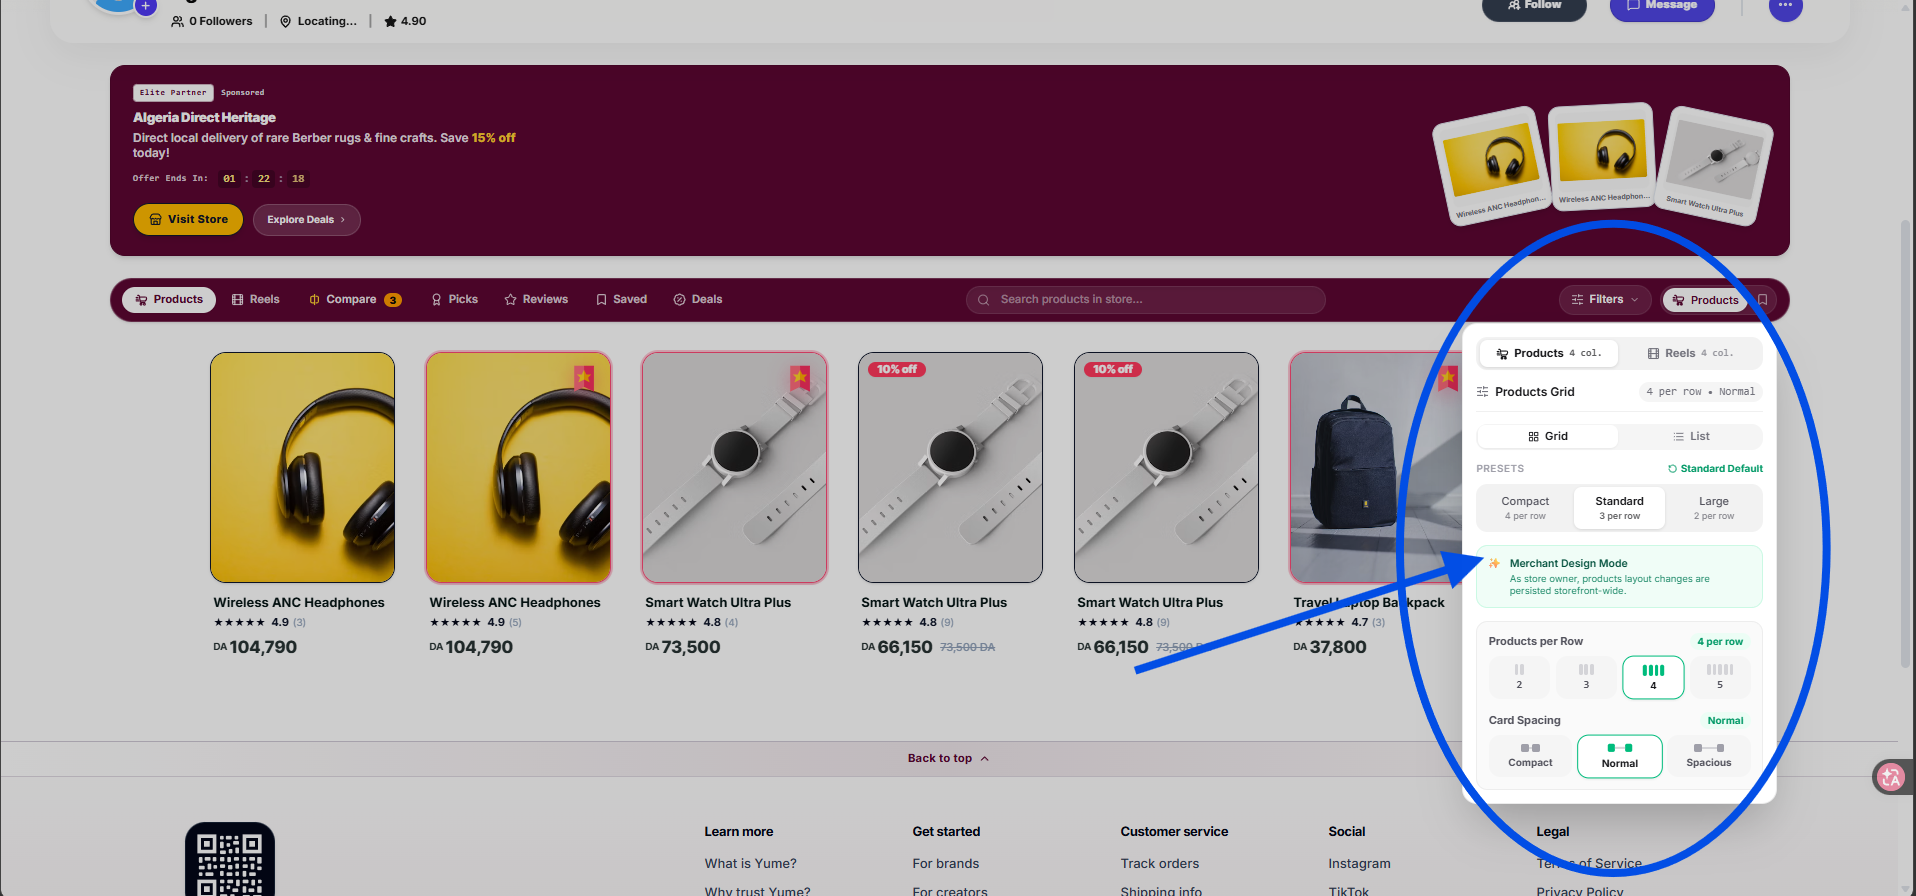 0 Followers
Locating...
4.90
Follow
Message
Elite Partner
Sponsored
Algeria Direct Heritage
Direct local delivery of rare Berber rugs & fine crafts. Save 15% off
today!
Offer Ends In: 01 : 22 : 18
Visit Store
Explore Deals
Wireless ANC Headphon...
Wireless ANC Headphon...
Smart Watch Ultra Plus
Products
Reels
Compare 3
Picks
Reviews
Saved
Deals
Search products in store...
Filters
Products
10% off
10% off
Wireless ANC Headphones
4.9 (3)
DA 104,790
Wireless ANC Headphones
4.9 (5)
DA 104,790
Smart Watch Ultra Plus
4.8 (4)
DA 73,500
Smart Watch Ultra Plus
4.8 (9)
DA 66,150 73,500 DA
Smart Watch Ultra Plus
4.8 (9)
DA 66,150 73,500 DA
Travel Laptop Backpack
4.7 (3)
DA 37,800
Products 4 col.
Reels 4 col.
Products Grid
4 per row • Normal
Grid
List
PRESETS
Standard Default
Compact
4 per row
Standard
3 per row
Large
2 per row
Merchant Design Mode
As store owner, products layout changes are
persisted storefront-wide.
Products per Row
4 per row
2
3
4
5
Card Spacing
Normal
Compact
Normal
Spacious
Back to top
Learn more
What is Yume?
Why trust Yume?
Get started
For brands
For creators
Customer service
Track orders
Shipping info
Social
Instagram
TikTok
Legal
Terms of Service
Privacy Policy